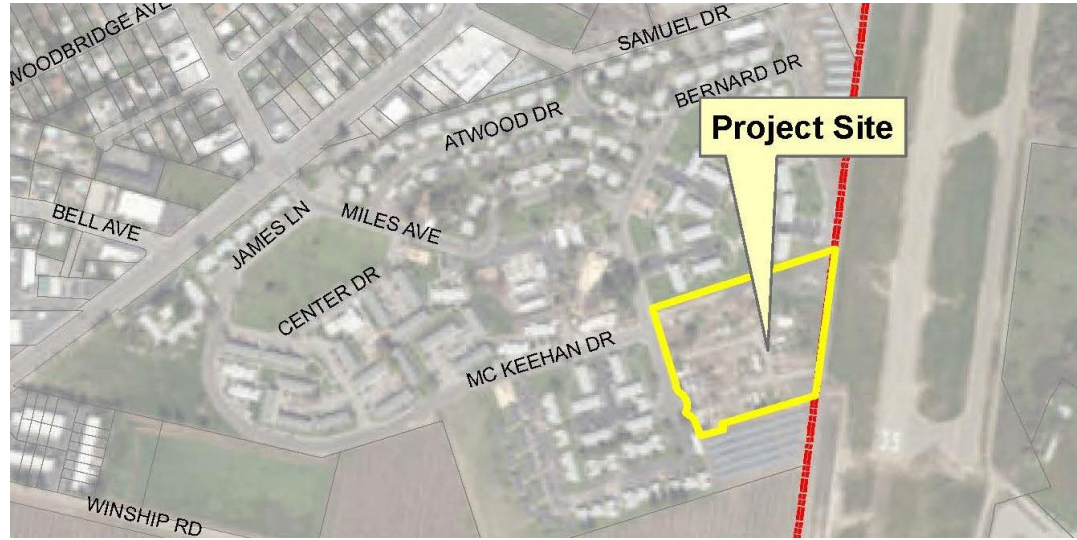 WOODBRIDGE AVE
SAMUEL DR
BERNARD DR
ATWOOD DR
Project Site
BELL AVE
JAMES LN
MILES AVE
CENTER DR
MC KEEHAN DR
35
WINSHIP RD